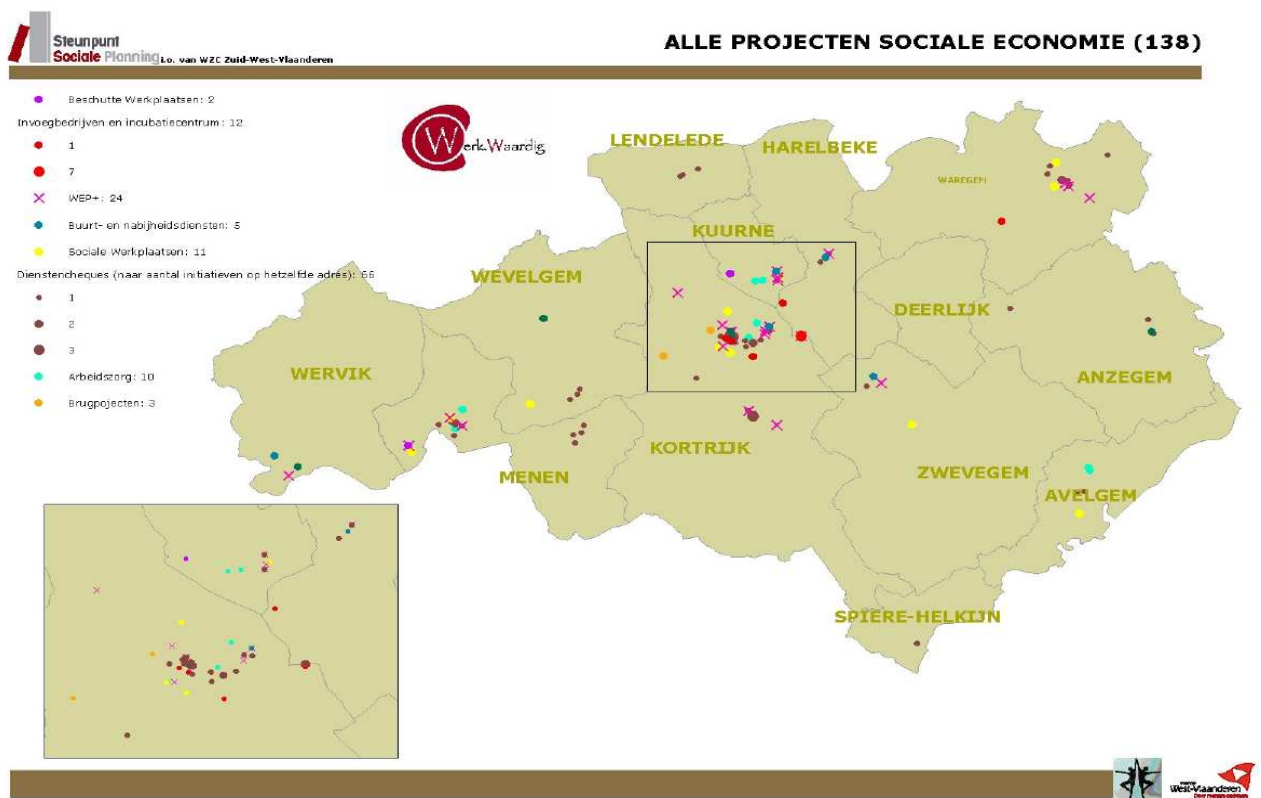 Steunpunt
Sociale Planning i.o. van W2C Zuid-West-Vlaanderen
ALLE PROJECTEN SOCIALE ECONOMIE (138)
Beschutte Werkplaatsen: 2
Invoegbedrijven en incubatiecentrum: 12
1
7
WEP+: 24
Buurt- en nabijheidsdiensten: 5
Sociale Werkplaatsen: 11
Dienstencheques (naar aantal initiatieven op hetzelfde adres): 66
1
2
3
Arbeidszorg: 10
Brugpojecten: 3
Werk.Waardig
LENDELEDE
HARELBEKE
WAREGEM
KUURNE
WEVELGEM
DEERLIJK
WERVIK
ANZEGEM
KORTRIJK
MENEN
ZWEVEGEM
AVELGEM
SPIERE-HELKIJN
West-Vlaanderen